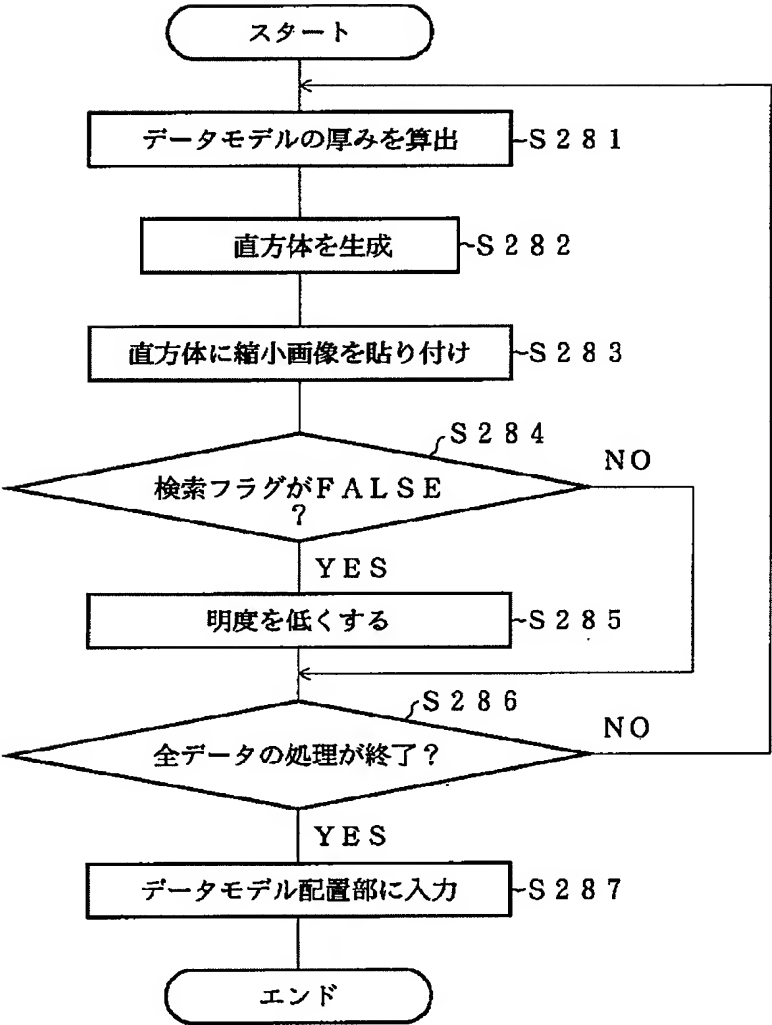 スタート
データモデルの厚みを算出 ~S281
直方体を生成 ~S282
直方体に縮小画像を貼り付け ~S283
S284
検索フラグがFALSE
?
NO
YES
明度を低くする ~S285
S286
全データの処理が終了?
NO
YES
データモデル配置部に入力 ~S287
エンド